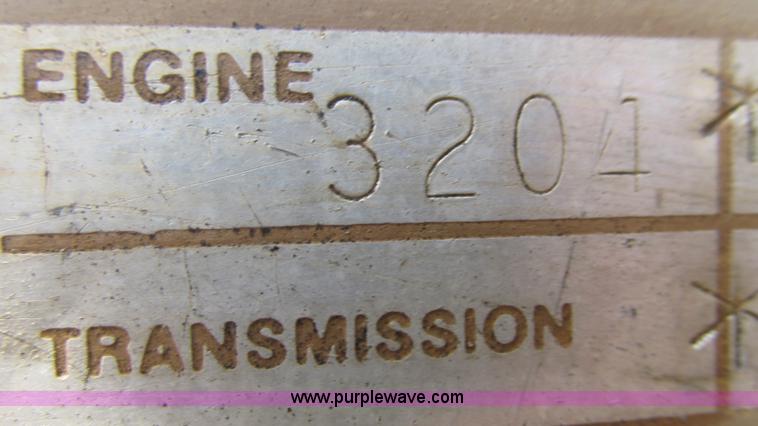 ENGINE
3204 *
TRANSMISSION *
www.purplewave.com